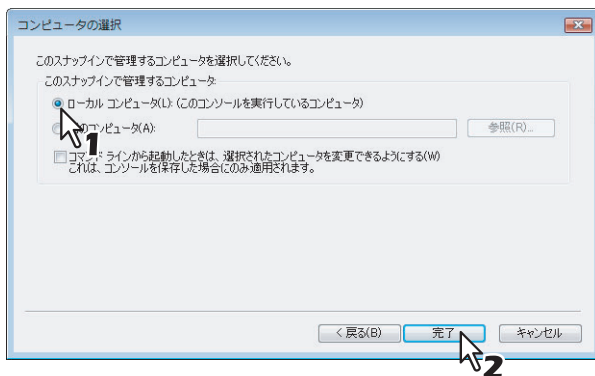 コンピュータの選択
このスナップインで管理するコンピュータを選択してください。
このスナップインで管理するコンピュータ:
ローカル コンピュータ(L): (このコンソールを実行しているコンピュータ)
のコンピュータ(A):
参照(R)...
1
コマンド ラインから起動したときは、選択されたコンピュータを変更できるようにする(W)
これは、コンソールを保存した場合にのみ適用されます。
< 戻る(B)
完了
キャンセル
2